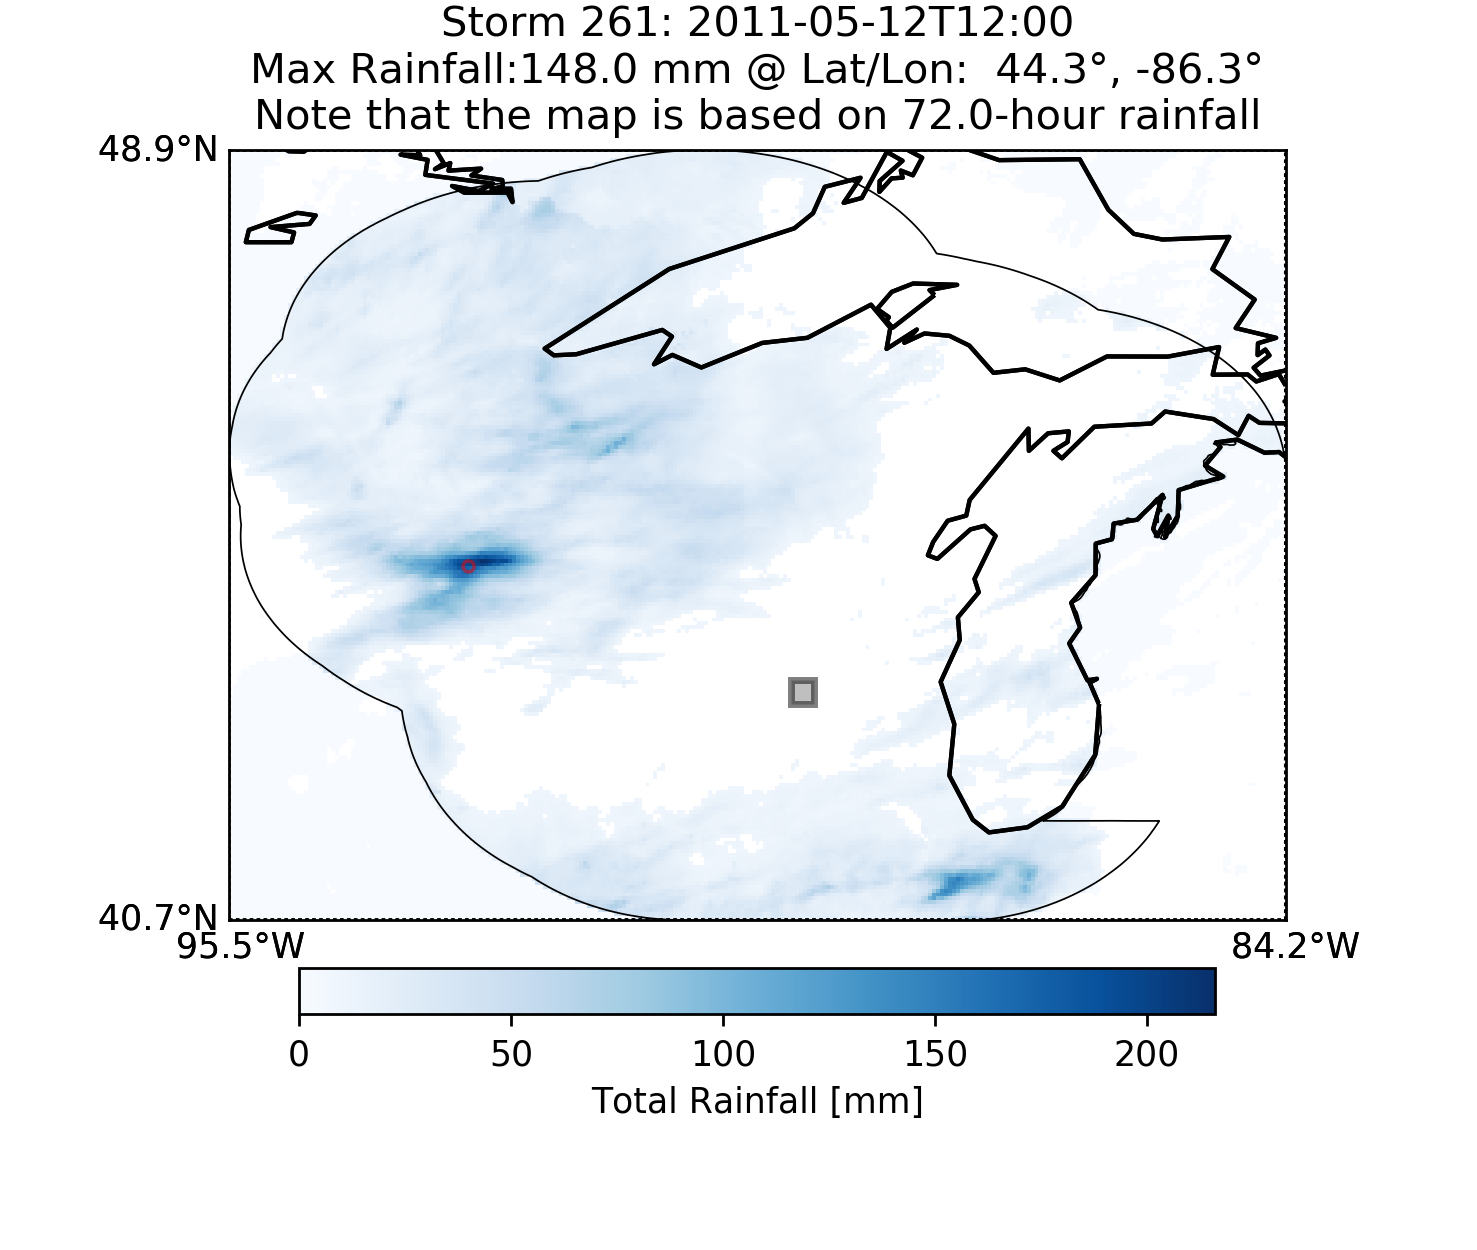 Storm 261: 2011-05-12T12:00
Max Rainfall:148.0 mm @ Lat/Lon:  44.3°, -86.3°
Note that the map is based on 72.0-hour rainfall
48.9°N
40.7°N
95.5°W 84.2°W
0 50 100 150 200
Total Rainfall [mm]